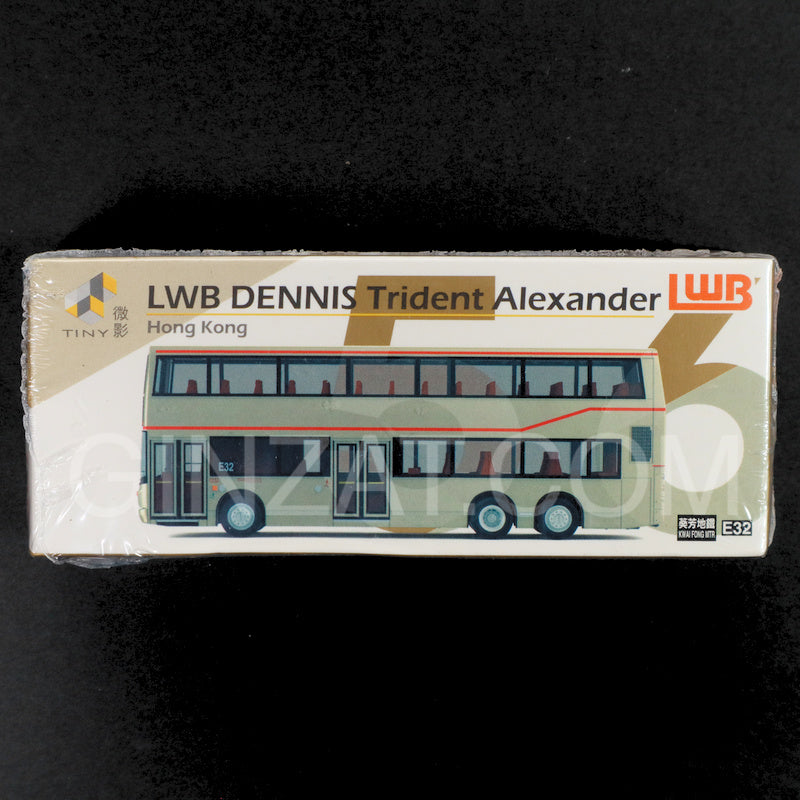 LWB DENNIS Trident Alexander
LWB
TINY 微影
Hong Kong
56
E32
GINZAT.COM
葵芳地鐵
KWAI FONG MTR
E32